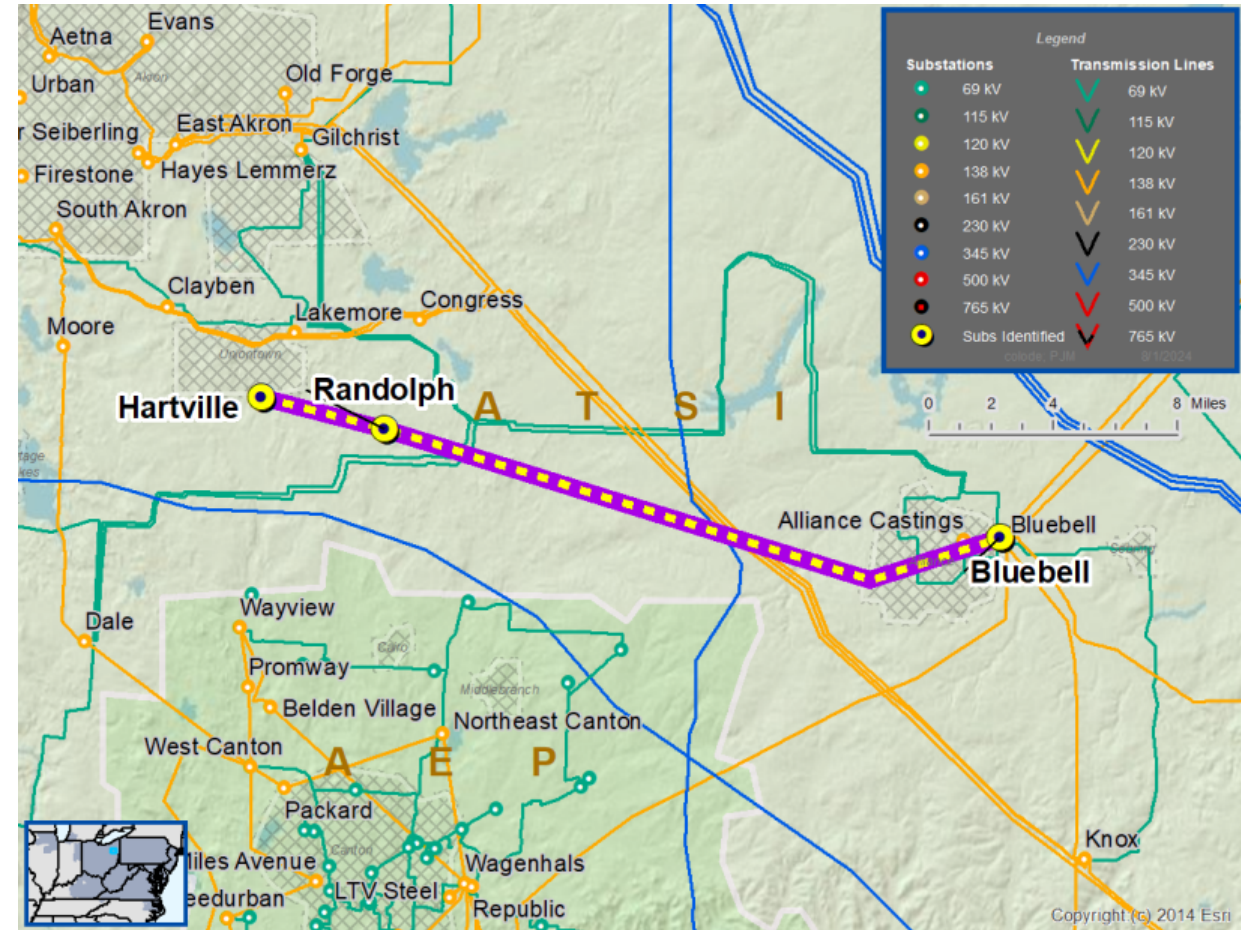 Evans
Aetna
Akron
Urban
Old Forge
r Seiberling
East Akron
Gilchrist
Firestone
Hayes Lemmerz
South Akron
Clayben
Lakemore
Congress
Moore
Uniontown
Hartville
Randolph
A T S I
Alliance Castings
Bluebell
Bluebell
Dale
Wayview
Cairo
Promway
Middlebranch
Belden Village
Northeast Canton
West Canton
A E P
Packard
Canton
Miles Avenue
Wagenhals
LTV Steel
eedurban
Republic
Knox
Legend
Substations
Transmission Lines
69 kV
69 kV
115 kV
115 kV
120 kV
120 kV
138 kV
138 kV
161 kV
161 kV
230 kV
230 kV
345 kV
345 kV
500 kV
500 kV
765 kV
765 kV
Subs Identified
colode; PJM
8/1/2024
0 2 4 8 Miles
Copyright:(c) 2014 Esri